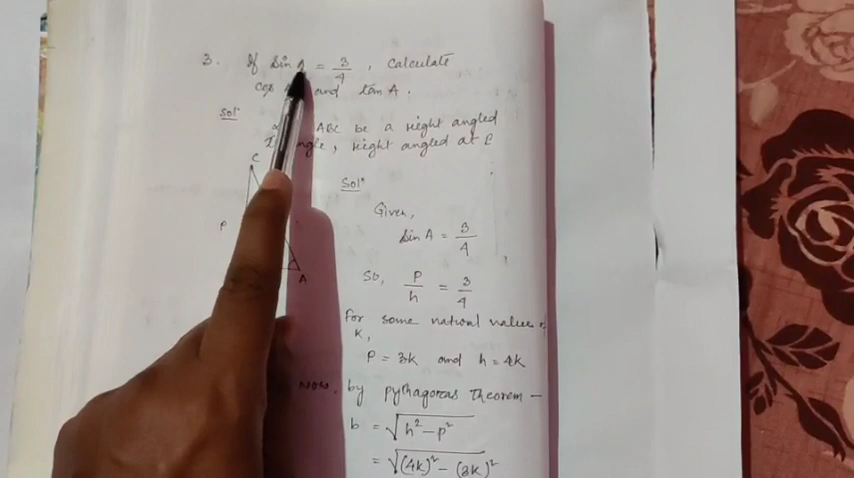 3. If Sin A = 3/4, Calculate
and tan A.
Sol^n
ABC be a right angled
right angled at
C
P
A
Sol^n
Given,
Sin A = 3/4
So, P/h = 3/4
For some natural value
K,
P = 3K and h = 4K
Now, by pythagoras Theorem -
b = √h² - p²
= √(4K)² - (3K)²